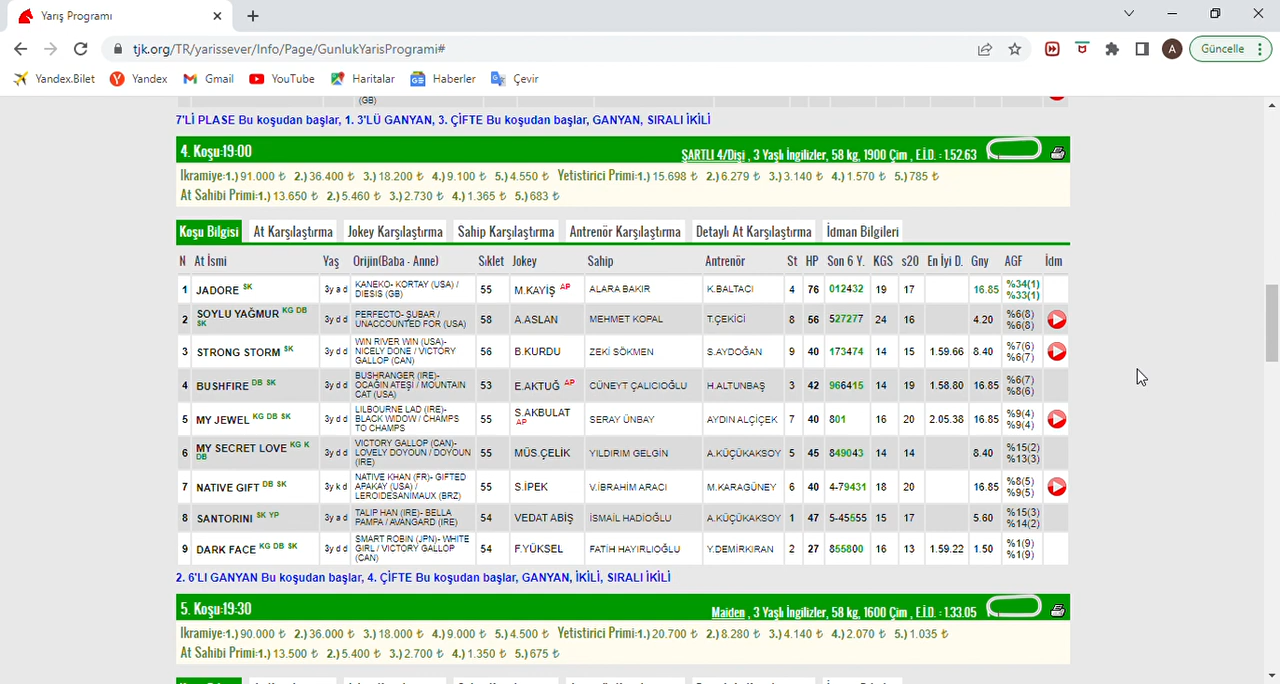 Yarış Programı
tjk.org/TR/yarissever/Info/Page/GunlukYarisProgrami#
A
Güncelle
Yandex.Bilet Yandex Gmail YouTube Haritalar Haberler Çevir
(GB)
7'Lİ PLASE Bu koşudan başlar, 1. 3'LÜ GANYAN, 3. ÇİFTE Bu koşudan başlar, GANYAN, SIRALI İKİLİ
4. Koşu:19:00 ŞARTLI 4/Dişi , 3 Yaşlı İngilizler, 58 kg, 1900 Çim , E.İ.D. : 1.52.63
İkramiye:1.) 91.000 ₺ 2.) 36.400 ₺ 3.) 18.200 ₺ 4.) 9.100 ₺ 5.) 4.550 ₺ Yetiştirici Primi:1.) 15.698 ₺ 2.) 6.279 ₺ 3.) 3.140 ₺ 4.) 1.570 ₺ 5.) 785 ₺
At Sahibi Primi:1.) 13.650 ₺ 2.) 5.460 ₺ 3.) 2.730 ₺ 4.) 1.365 ₺ 5.) 683 ₺
Koşu Bilgisi At Karşılaştırma Jokey Karşılaştırma Sahip Karşılaştırma Antrenör Karşılaştırma Detaylı At Karşılaştırma İdman Bilgileri
N At İsmi Yaş Orijin(Baba - Anne) Sıklet Jokey Sahip Antrenör St HP Son 6 Y. KGS s20 En İyi D. Gny AGF İdm
1 JADORE SK 3y a d KANEKO- KORTAY (USA) / DIESIS (GB) 55 M.KAYIŞ AP ALARA BAKIR K.BALTACI 4 76 012432 19 17 16.85 %34(1) %33(1)
2 SOYLU YAĞMUR KG DB SK 3y d d PERFECTO- SUBAR / UNACCOUNTED FOR (USA) 58 A.ASLAN MEHMET KOPAL T.ÇEKİCİ 8 56 527277 24 16 4.20 %6(8) %6(8)
3 STRONG STORM SK 3y d d WIN RIVER WIN (USA)- NICELY DONE / VICTORY GALLOP (CAN) 56 B.KURDU ZEKİ SÖKMEN S.AYDOĞAN 9 40 173474 14 15 1.59.66 8.40 %7(6) %6(7)
4 BUSHFIRE DB SK 3y d d BUSHRANGER (IRE)- OCAĞIN ATEŞİ / MOUNTAIN CAT (USA) 53 E.AKTUĞ AP CÜNEYT ÇALICIOĞLU H.ALTUNBAŞ 3 42 966415 14 19 1.58.80 16.85 %6(7) %8(6)
5 MY JEWEL KG DB SK 3y d d LILBOURNE LAD (IRE)- BLACK WIDOW / CHAMPS TO CHAMPS 55 S.AKBULAT AP SERAY ÜNBAY AYDIN ALÇİÇEK 7 40 801 16 20 2.05.38 16.85 %9(4) %9(4)
6 MY SECRET LOVE KG K DB 3y d d VICTORY GALLOP (CAN)- LOVELY DOYOUN / DOYOUN (IRE) 55 MÜS.ÇELİK YILDIRIM GELGİN A.KÜÇÜKAKSOY 5 45 849043 14 14 8.40 %15(2) %13(3)
7 NATIVE GIFT DB SK 3y k d NATIVE KHAN (FR)- GIFTED APAKAY (USA) / LEROIDESANIMAUX (BRZ) 55 S.İPEK V.İBRAHİM ARACI M.KARAGÜNEY 6 40 4-79431 18 20 16.85 %8(5) %9(5)
8 SANTORINI SK YP 3y a d TALIP HAN (IRE)- BELLA PAMPA / AVANGARD (IRE) 54 VEDAT ABİŞ İSMAİL HADİOĞLU A.KÜÇÜKAKSOY 1 47 5-45655 15 17 5.60 %15(3) %14(2)
9 DARK FACE KG DB SK 3y d d SMART ROBIN (JPN)- WHITE GIRL / VICTORY GALLOP (CAN) 54 F.YÜKSEL FATİH HAYIRLIOĞLU Y.DEMİRKIRAN 2 27 855800 16 13 1.59.22 1.50 %1(9) %1(9)
2. 6'LI GANYAN Bu koşudan başlar, 4. ÇİFTE Bu koşudan başlar, GANYAN, İKİLİ, SIRALI İKİLİ
5. Koşu:19:30 Maiden , 3 Yaşlı İngilizler, 58 kg, 1600 Çim , E.İ.D. : 1.33.05
İkramiye:1.) 90.000 ₺ 2.) 36.000 ₺ 3.) 18.000 ₺ 4.) 9.000 ₺ 5.) 4.500 ₺ Yetiştirici Primi:1.) 20.700 ₺ 2.) 8.280 ₺ 3.) 4.140 ₺ 4.) 2.070 ₺ 5.) 1.035 ₺
At Sahibi Primi:1.) 13.500 ₺ 2.) 5.400 ₺ 3.) 2.700 ₺ 4.) 1.350 ₺ 5.) 675 ₺